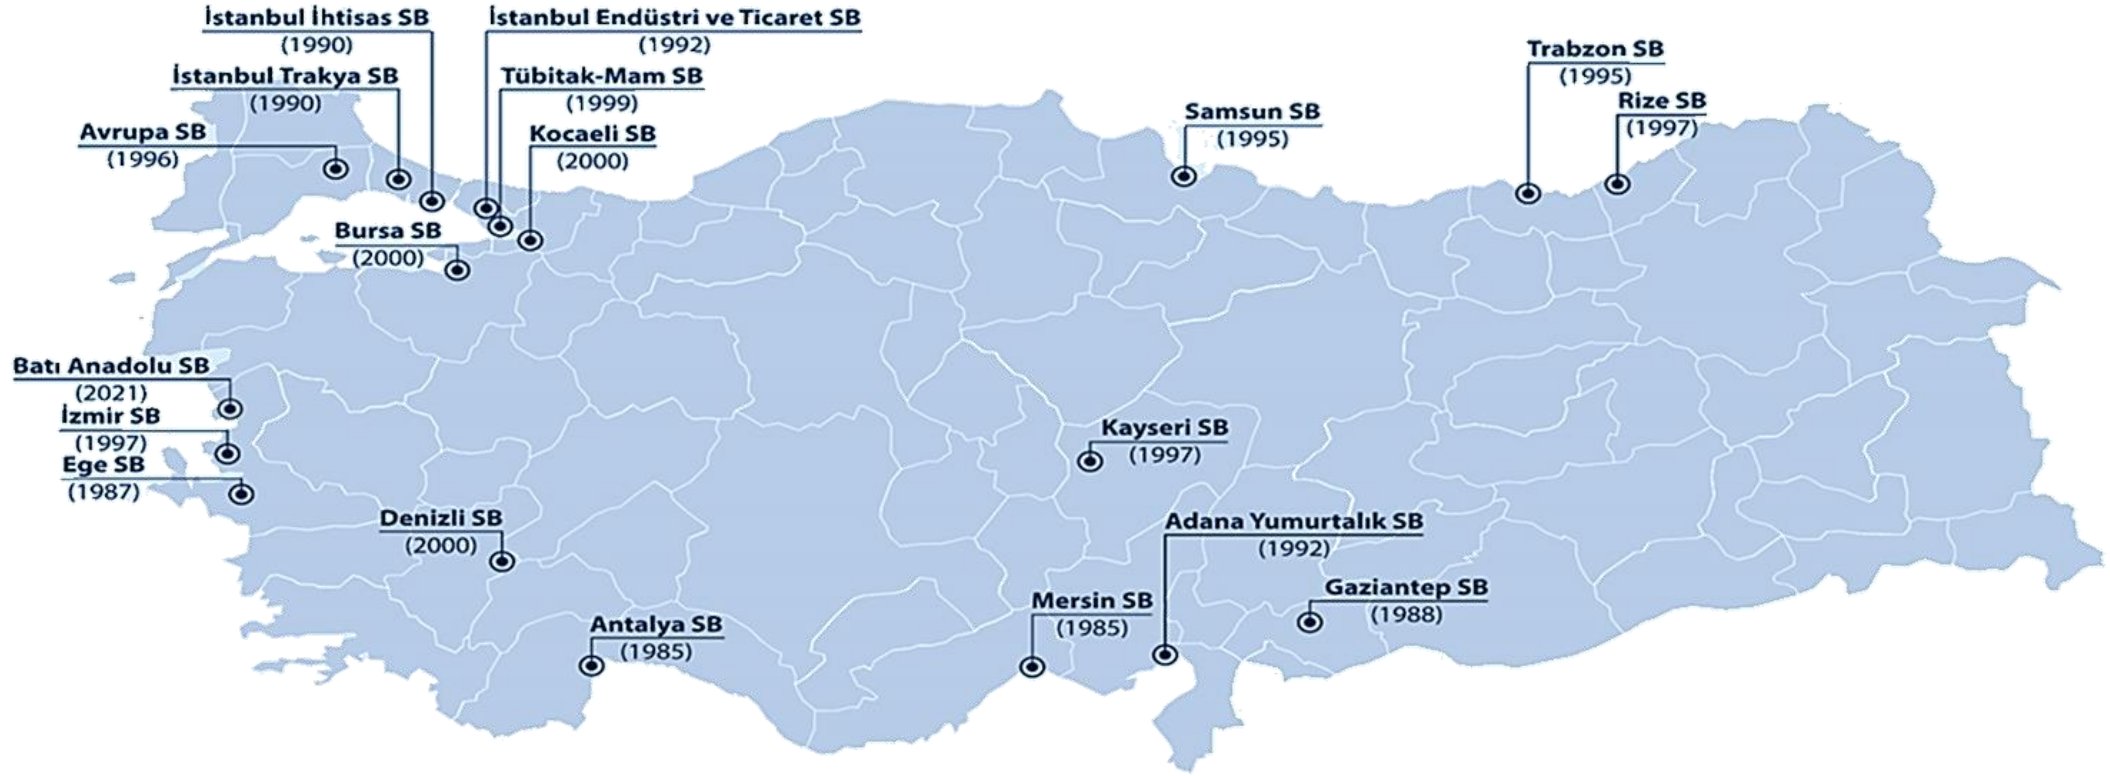 İstanbul İhtisas SB
(1990)
İstanbul Endüstri ve Ticaret SB
(1992)
İstanbul Trakya SB
(1990)
Tübitak-Mam SB
(1999)
Avrupa SB
(1996)
Kocaeli SB
(2000)
Trabzon SB
(1995)
Rize SB
(1997)
Samsun SB
(1995)
Bursa SB
(2000)
Batı Anadolu SB
(2021)
İzmir SB
(1997)
Ege SB
(1987)
Kayseri SB
(1997)
Denizli SB
(2000)
Adana Yumurtalık SB
(1992)
Gaziantep SB
(1988)
Mersin SB
(1985)
Antalya SB
(1985)